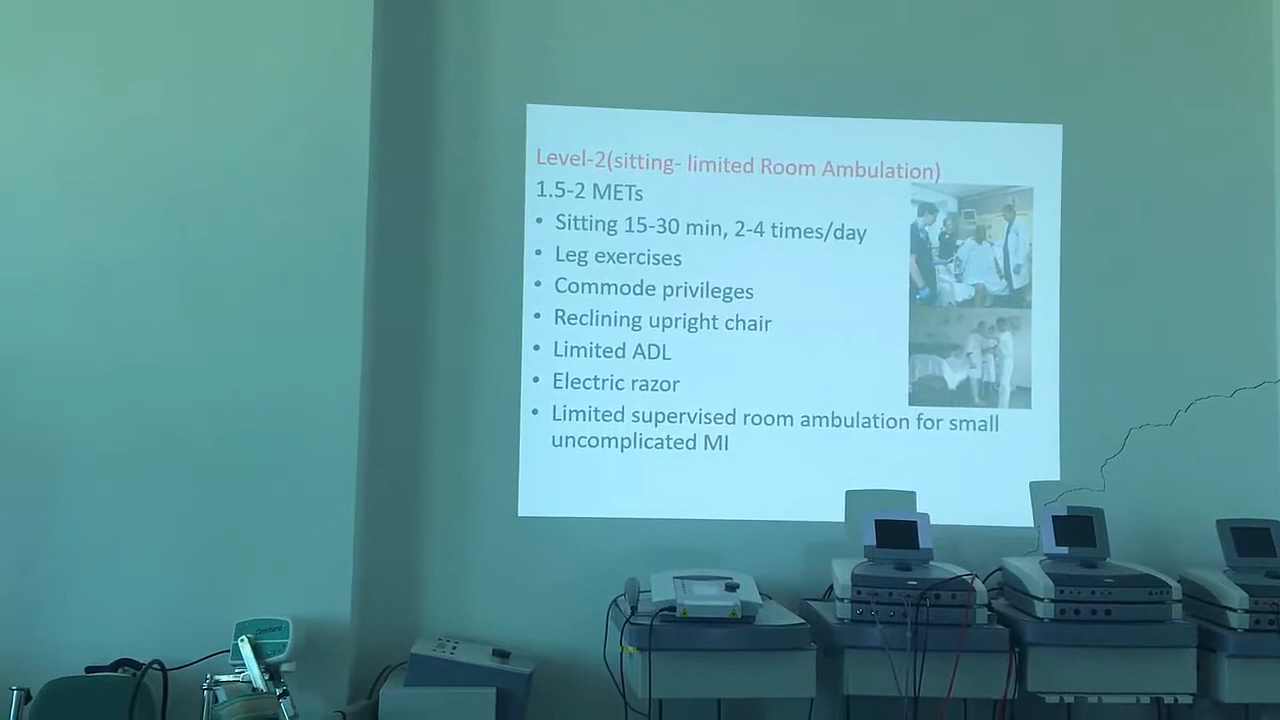 Level-2(sitting- limited Room Ambulation)
1.5-2 METs
• Sitting 15-30 min, 2-4 times/day
• Leg exercises
• Commode privileges
• Reclining upright chair
• Limited ADL
• Electric razor
• Limited supervised room ambulation for small
uncomplicated MI